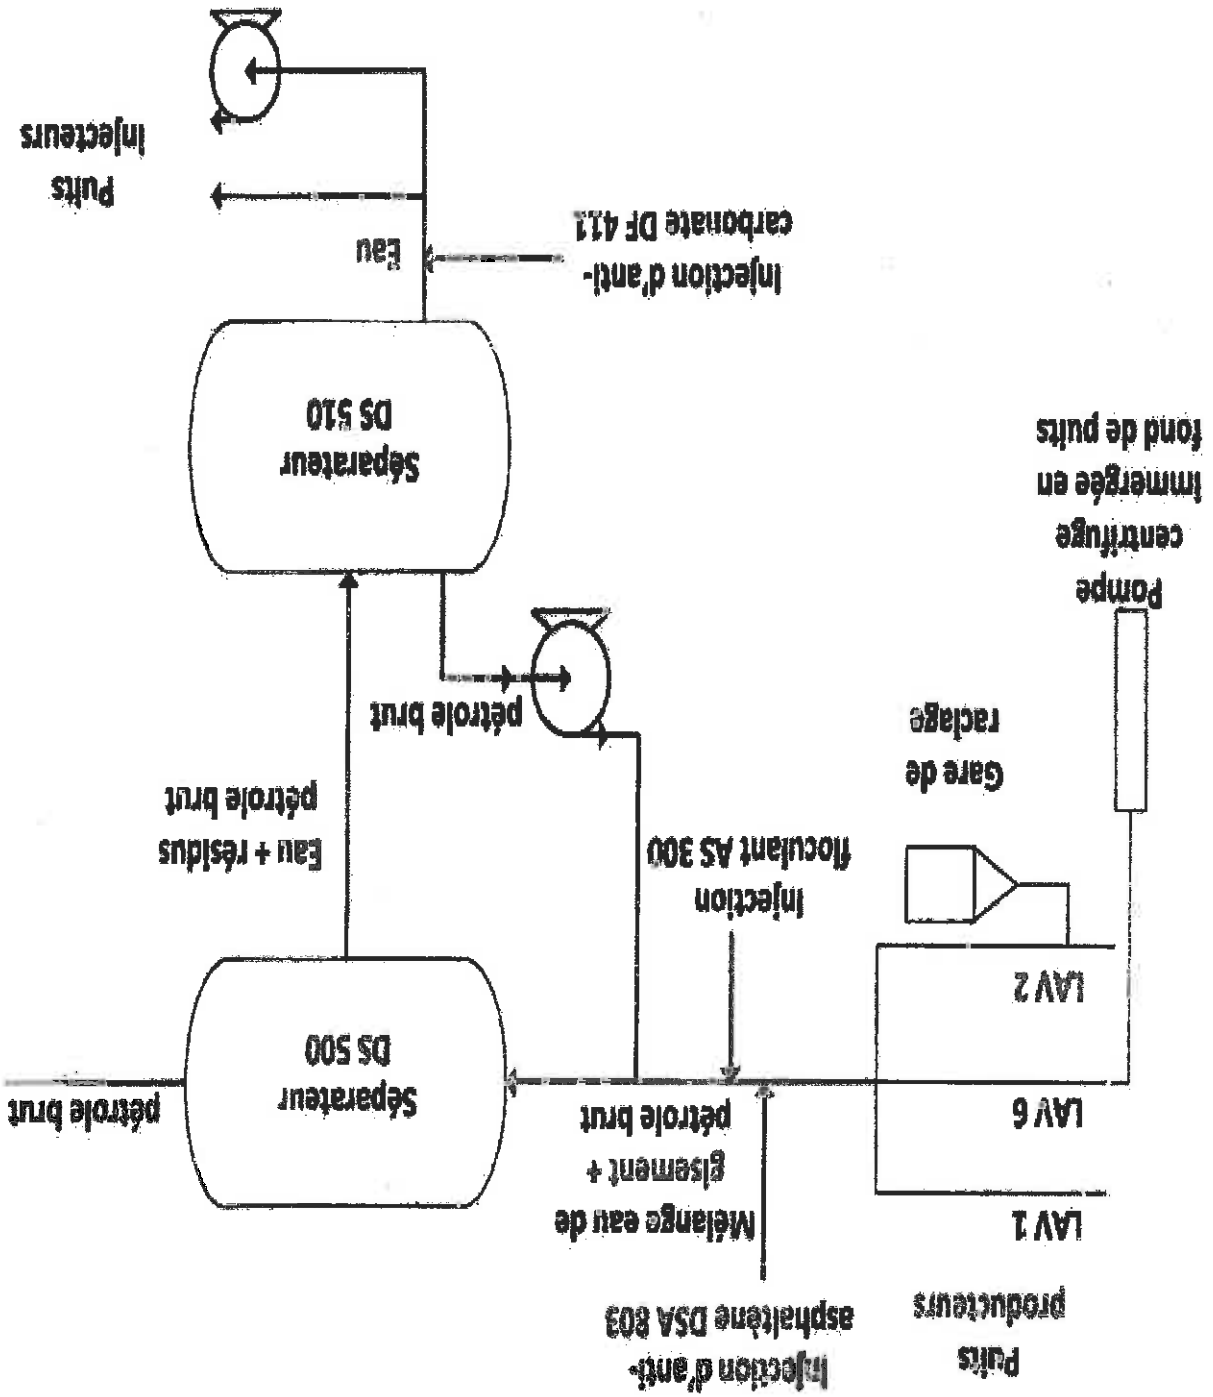 Puits
producteurs
LAV 1
LAV 6
LAV 2
Gare de
raclage
Pompe
centrifuge
immergée en
fond de puits
Injection d'anti-
asphaltène DSA 803
Mélange eau de
gisement +
pétrole brut
Injection
floculant AS 300
Séparateur
DS 500
pétrole brut
Eau + résidus
pétrole brut
pétrole brut
Séparateur
DS 510
Injection d'anti-
carbonate DF 411
Eau
Puits
Injecteurs